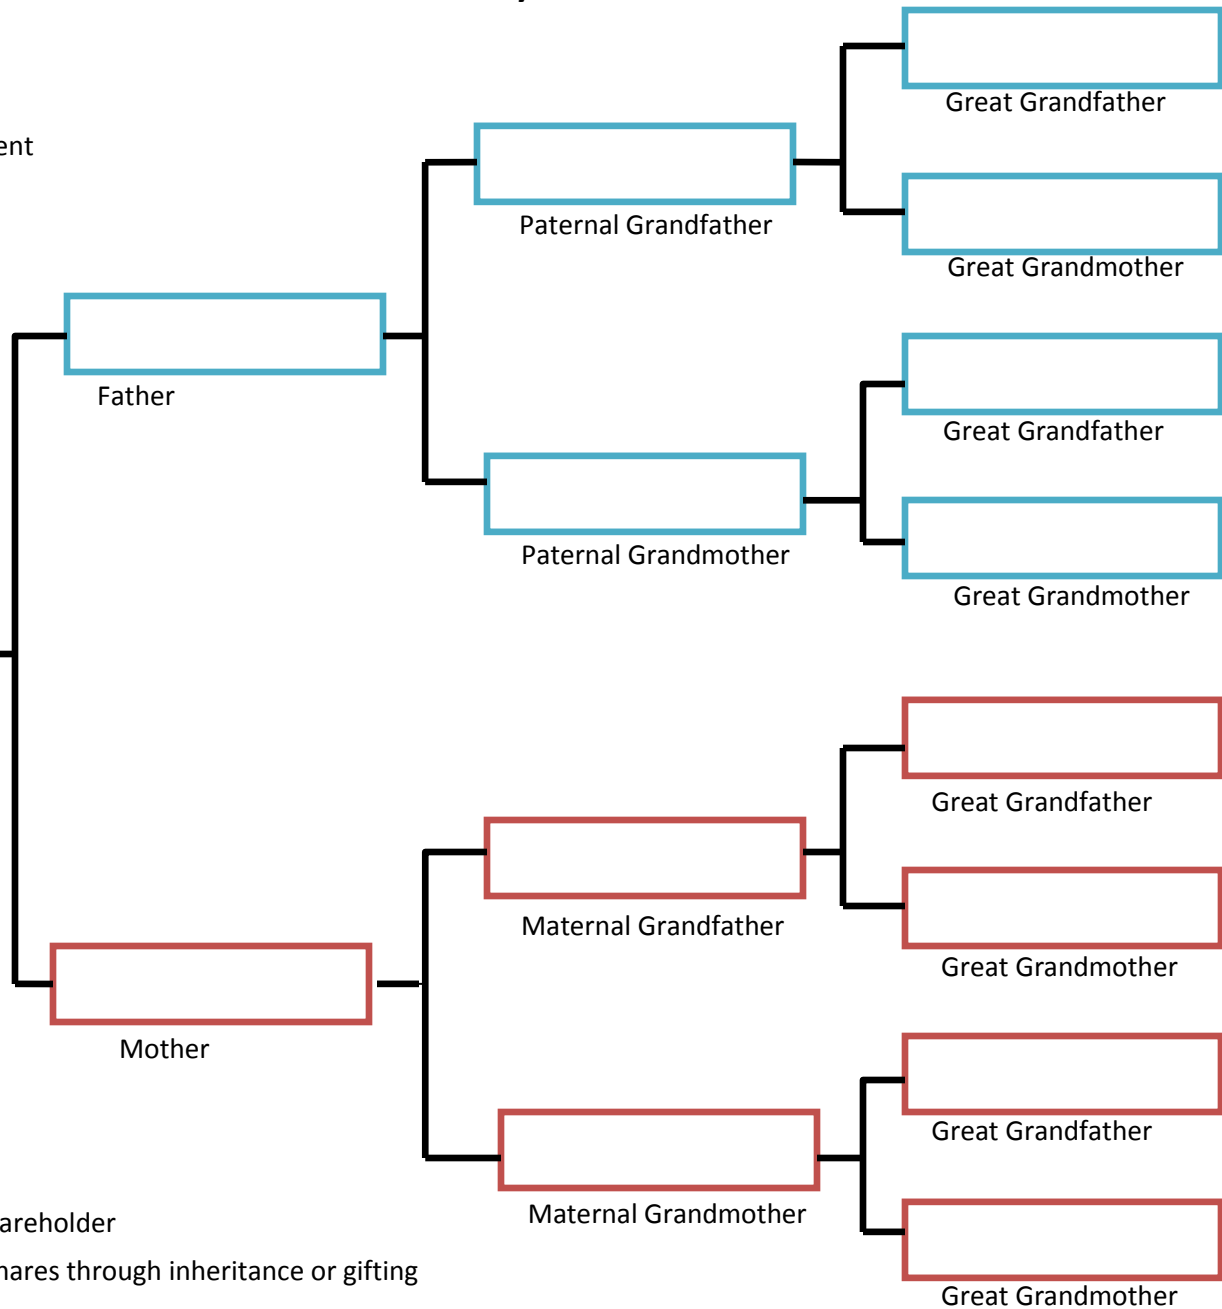 Great Grandfather
ent
Paternal Grandfather
Great Grandmother
Father
Great Grandfather
Paternal Grandmother
Great Grandmother
Great Grandfather
Maternal Grandfather
Great Grandmother
Mother
Great Grandfather
Maternal Grandmother
areholder
hares through inheritance or gifting
Great Grandmother